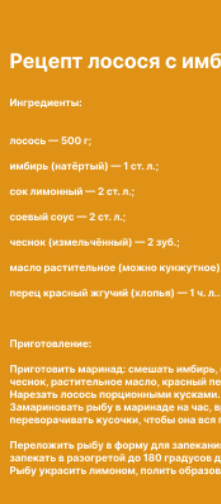 Рецепт лосося с имб
Ингредиенты:
лосось — 500 г;
имбирь (натёртый) — 1 ст. л.;
сок лимонный — 2 ст. л.;
соевый соус — 2 ст. л.;
чеснок (измельчённый) — 2 зуб.;
масло растительное (можно кунжутное)
перец красный жгучий (хлопья) — 1 ч. л..
Приготовление:
Приготовить маринад: смешать имбирь,
чеснок, растительное масло, красный пе
Нарезать лосось порционными кусками.
Замариновать рыбу в маринаде на час, в
переворачивать кусочки, чтобы она вся
Переложить рыбу в форму для запекани
запекать в разогретой до 180 градусов д
Рыбу украсить лимоном, полить образов